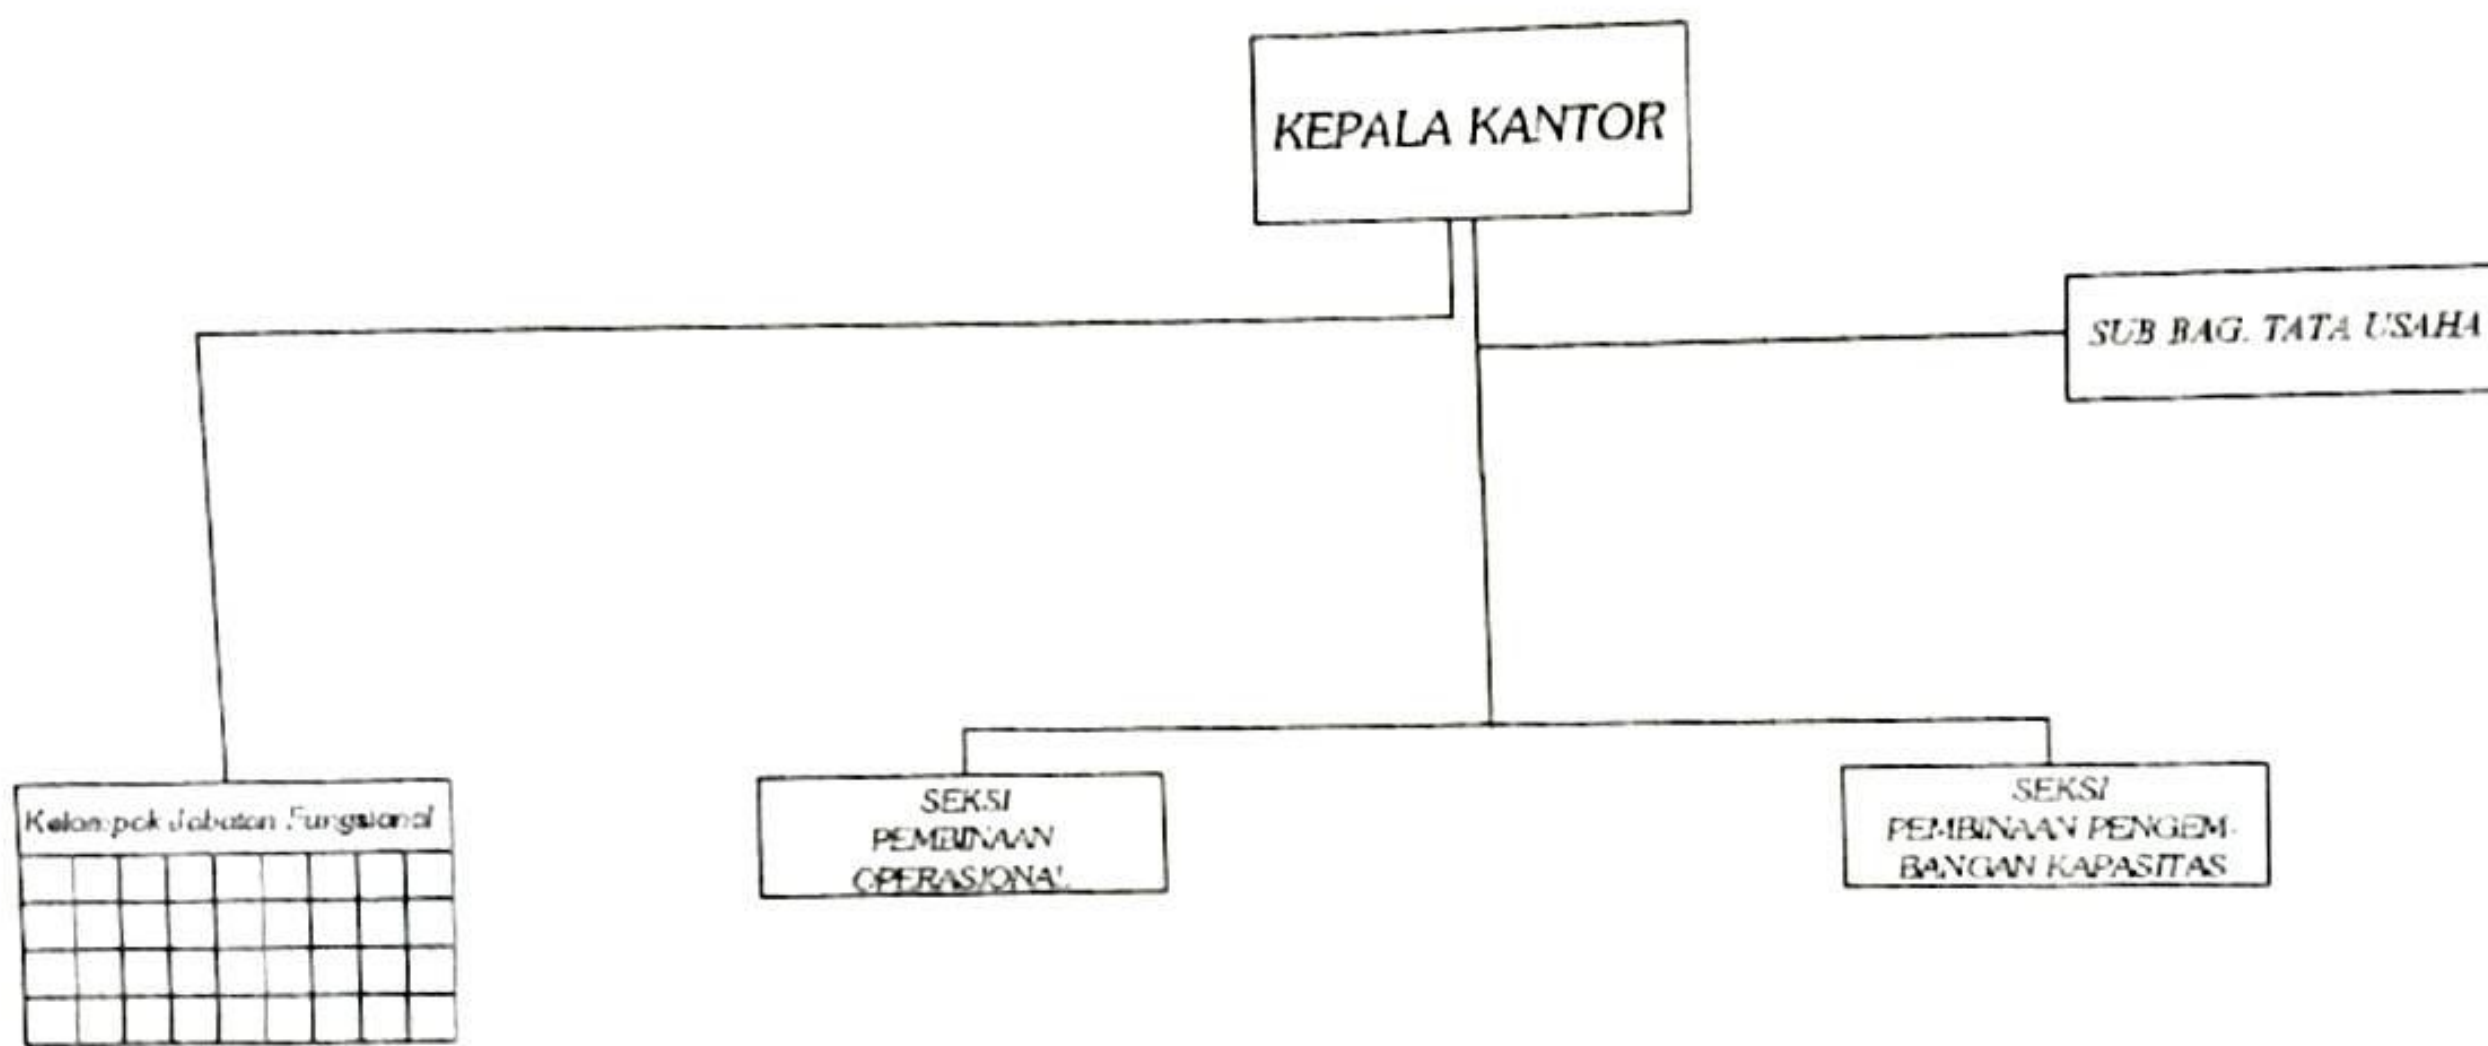 KEPALA KANTOR
SUB BAG. TATA USAHA
Kelompok Jabatan Fungsional
SEKSI
PEMBINAAN
OPERASIONAL
SEKSI
PEMBINAAN PENGEM-
BANGAN KAPASITAS